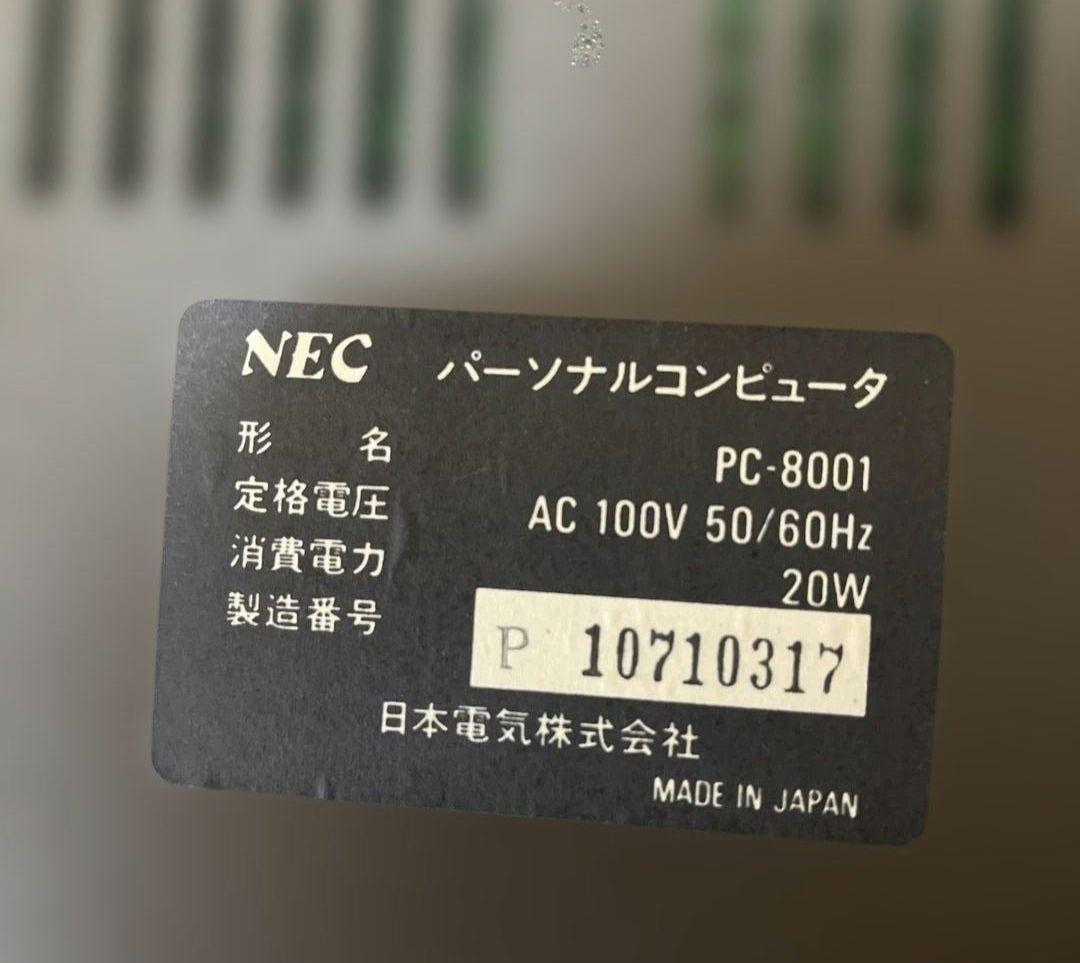 NEC パーソナルコンピュータ
形名 PC-8001
定格電圧 AC 100V 50/60Hz
消費電力 20W
製造番号 P 10710317
日本電気株式会社
MADE IN JAPAN